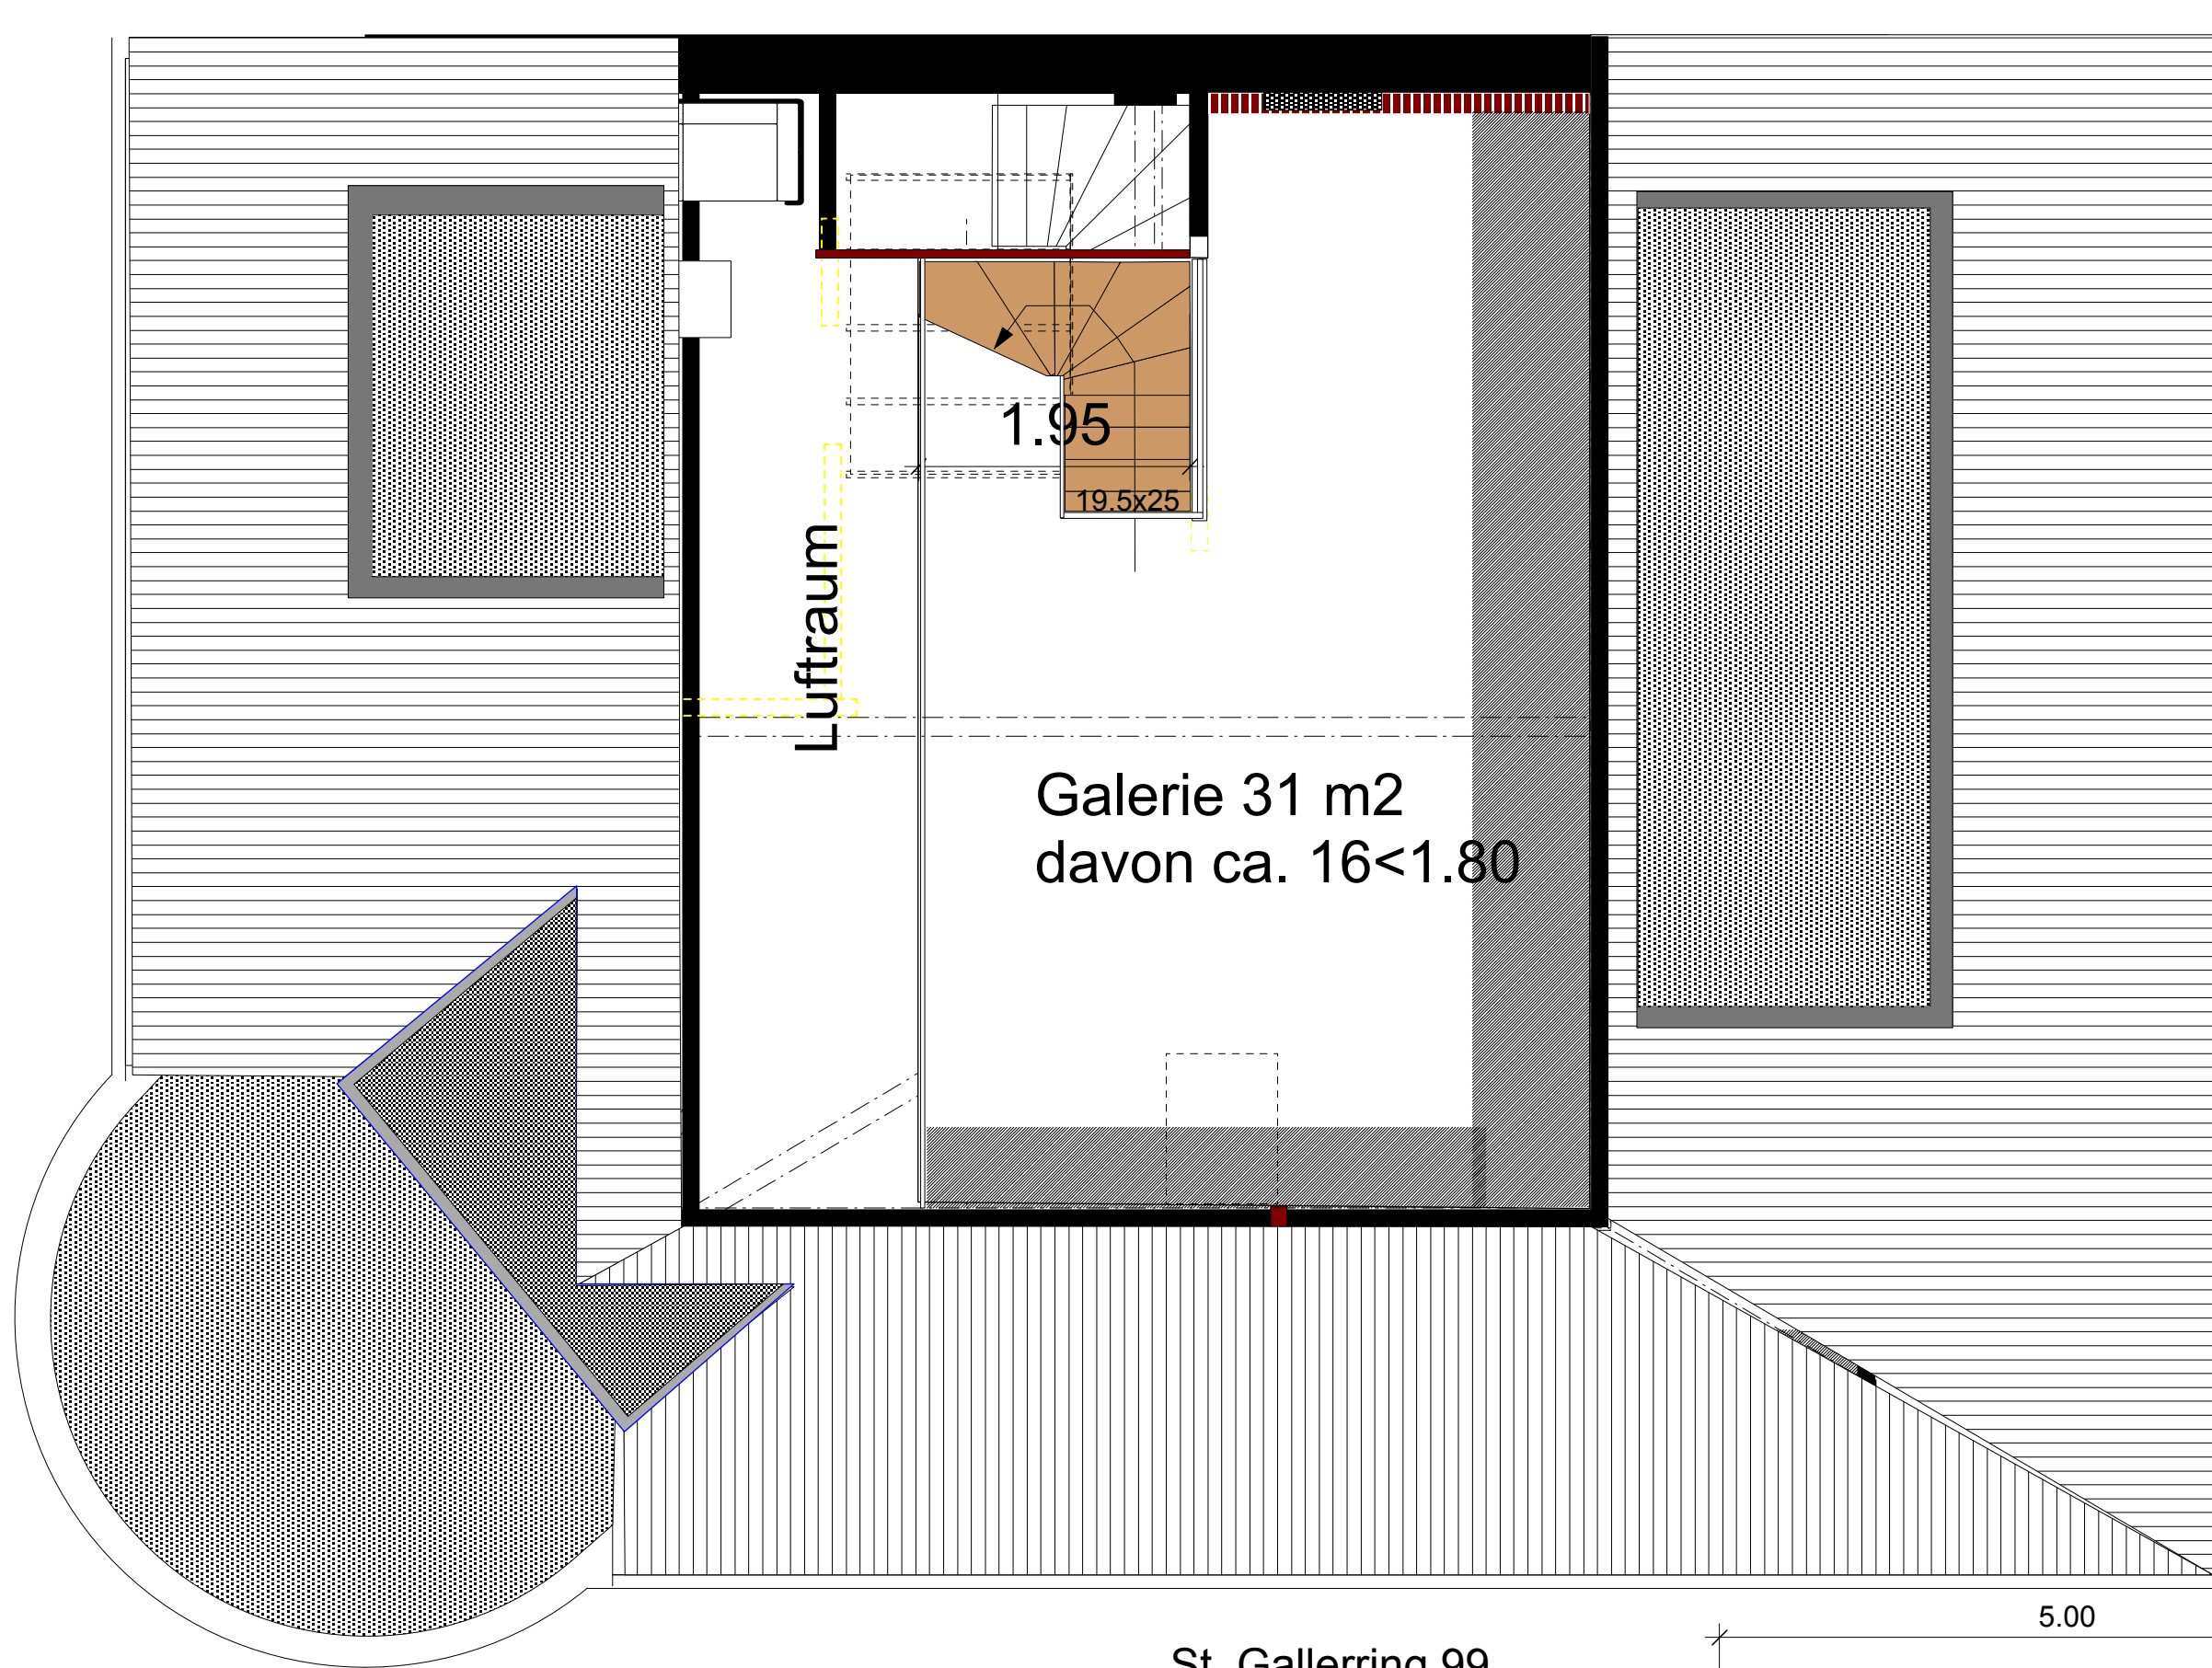 1.95
19.5x25
Luftraum
Galerie 31 m2
davon ca. 16<1.80
5.00
St. Gallerring 99